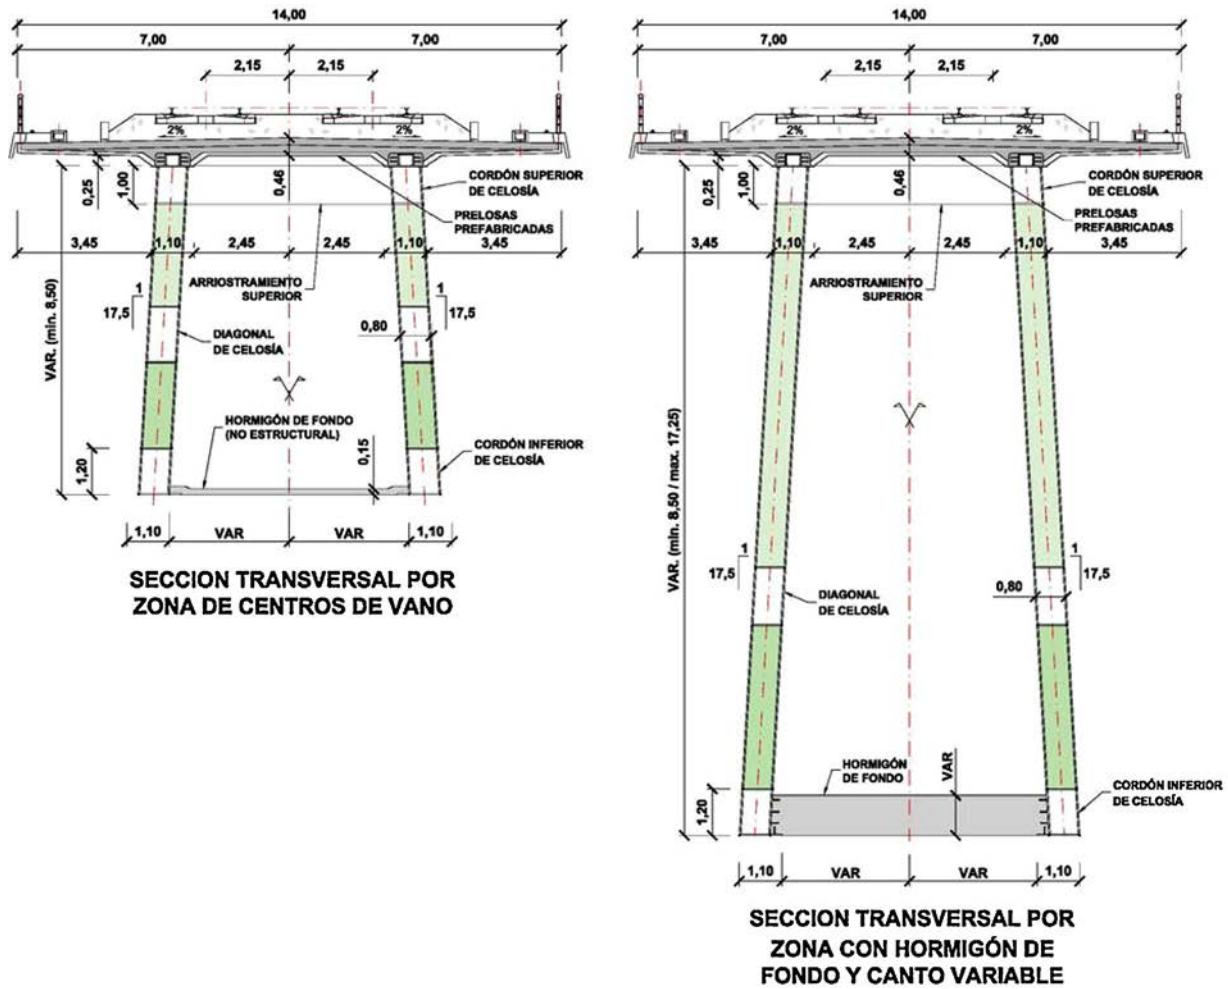 14,00
7,00
7,00
2,15
2,15
2%
2%
0,25
1,00
0,46
CORDÓN SUPERIOR
DE CELOSÍA
PRELOSAS
PREFABRICADAS
3,45
1,10
2,45
2,45
1,10
3,45
ARRIOSTRAMIENTO
SUPERIOR
1
17,5
1
17,5
VAR. (min. 8,50)
0,80
DIAGONAL
DE CELOSÍA
HORMIGÓN DE FONDO
(NO ESTRUCTURAL)
0,15
CORDÓN INFERIOR
DE CELOSÍA
1,20
1,10
VAR
VAR
1,10
SECCION TRANSVERSAL POR
ZONA DE CENTROS DE VANO
14,00
7,00
7,00
2,15
2,15
2%
2%
0,25
1,00
0,46
CORDÓN SUPERIOR
DE CELOSÍA
PRELOSAS
PREFABRICADAS
3,45
1,10
2,45
2,45
1,10
3,45
ARRIOSTRAMIENTO
SUPERIOR
VAR. (min. 8,50 / max. 17,25)
1
17,5
1
17,5
0,80
DIAGONAL
DE CELOSÍA
HORMIGÓN
DE FONDO
VAR
CORDÓN INFERIOR
DE CELOSÍA
1,20
1,10
VAR
VAR
1,10
SECCION TRANSVERSAL POR
ZONA CON HORMIGÓN DE
FONDO Y CANTO VARIABLE